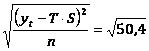 √((y_t − T · S)² / n) = √50,4